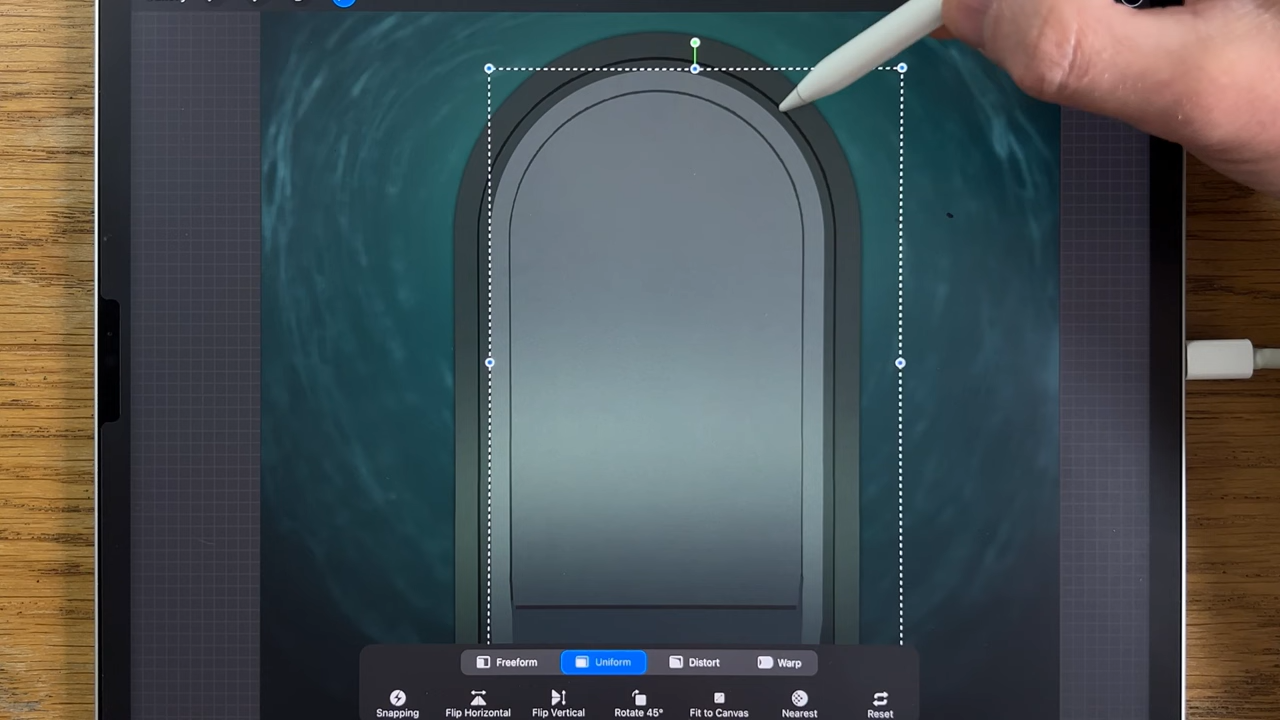 Freeform Uniform Distort Warp
Snapping Flip Horizontal Flip Vertical Rotate 45° Fit to Canvas Nearest Reset